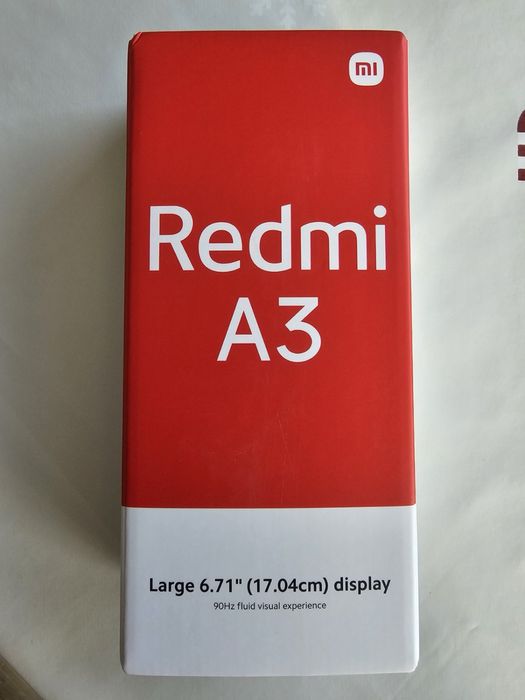 mi
Redmi
A3
Large 6.71" (17.04cm) display
90Hz fluid visual experience